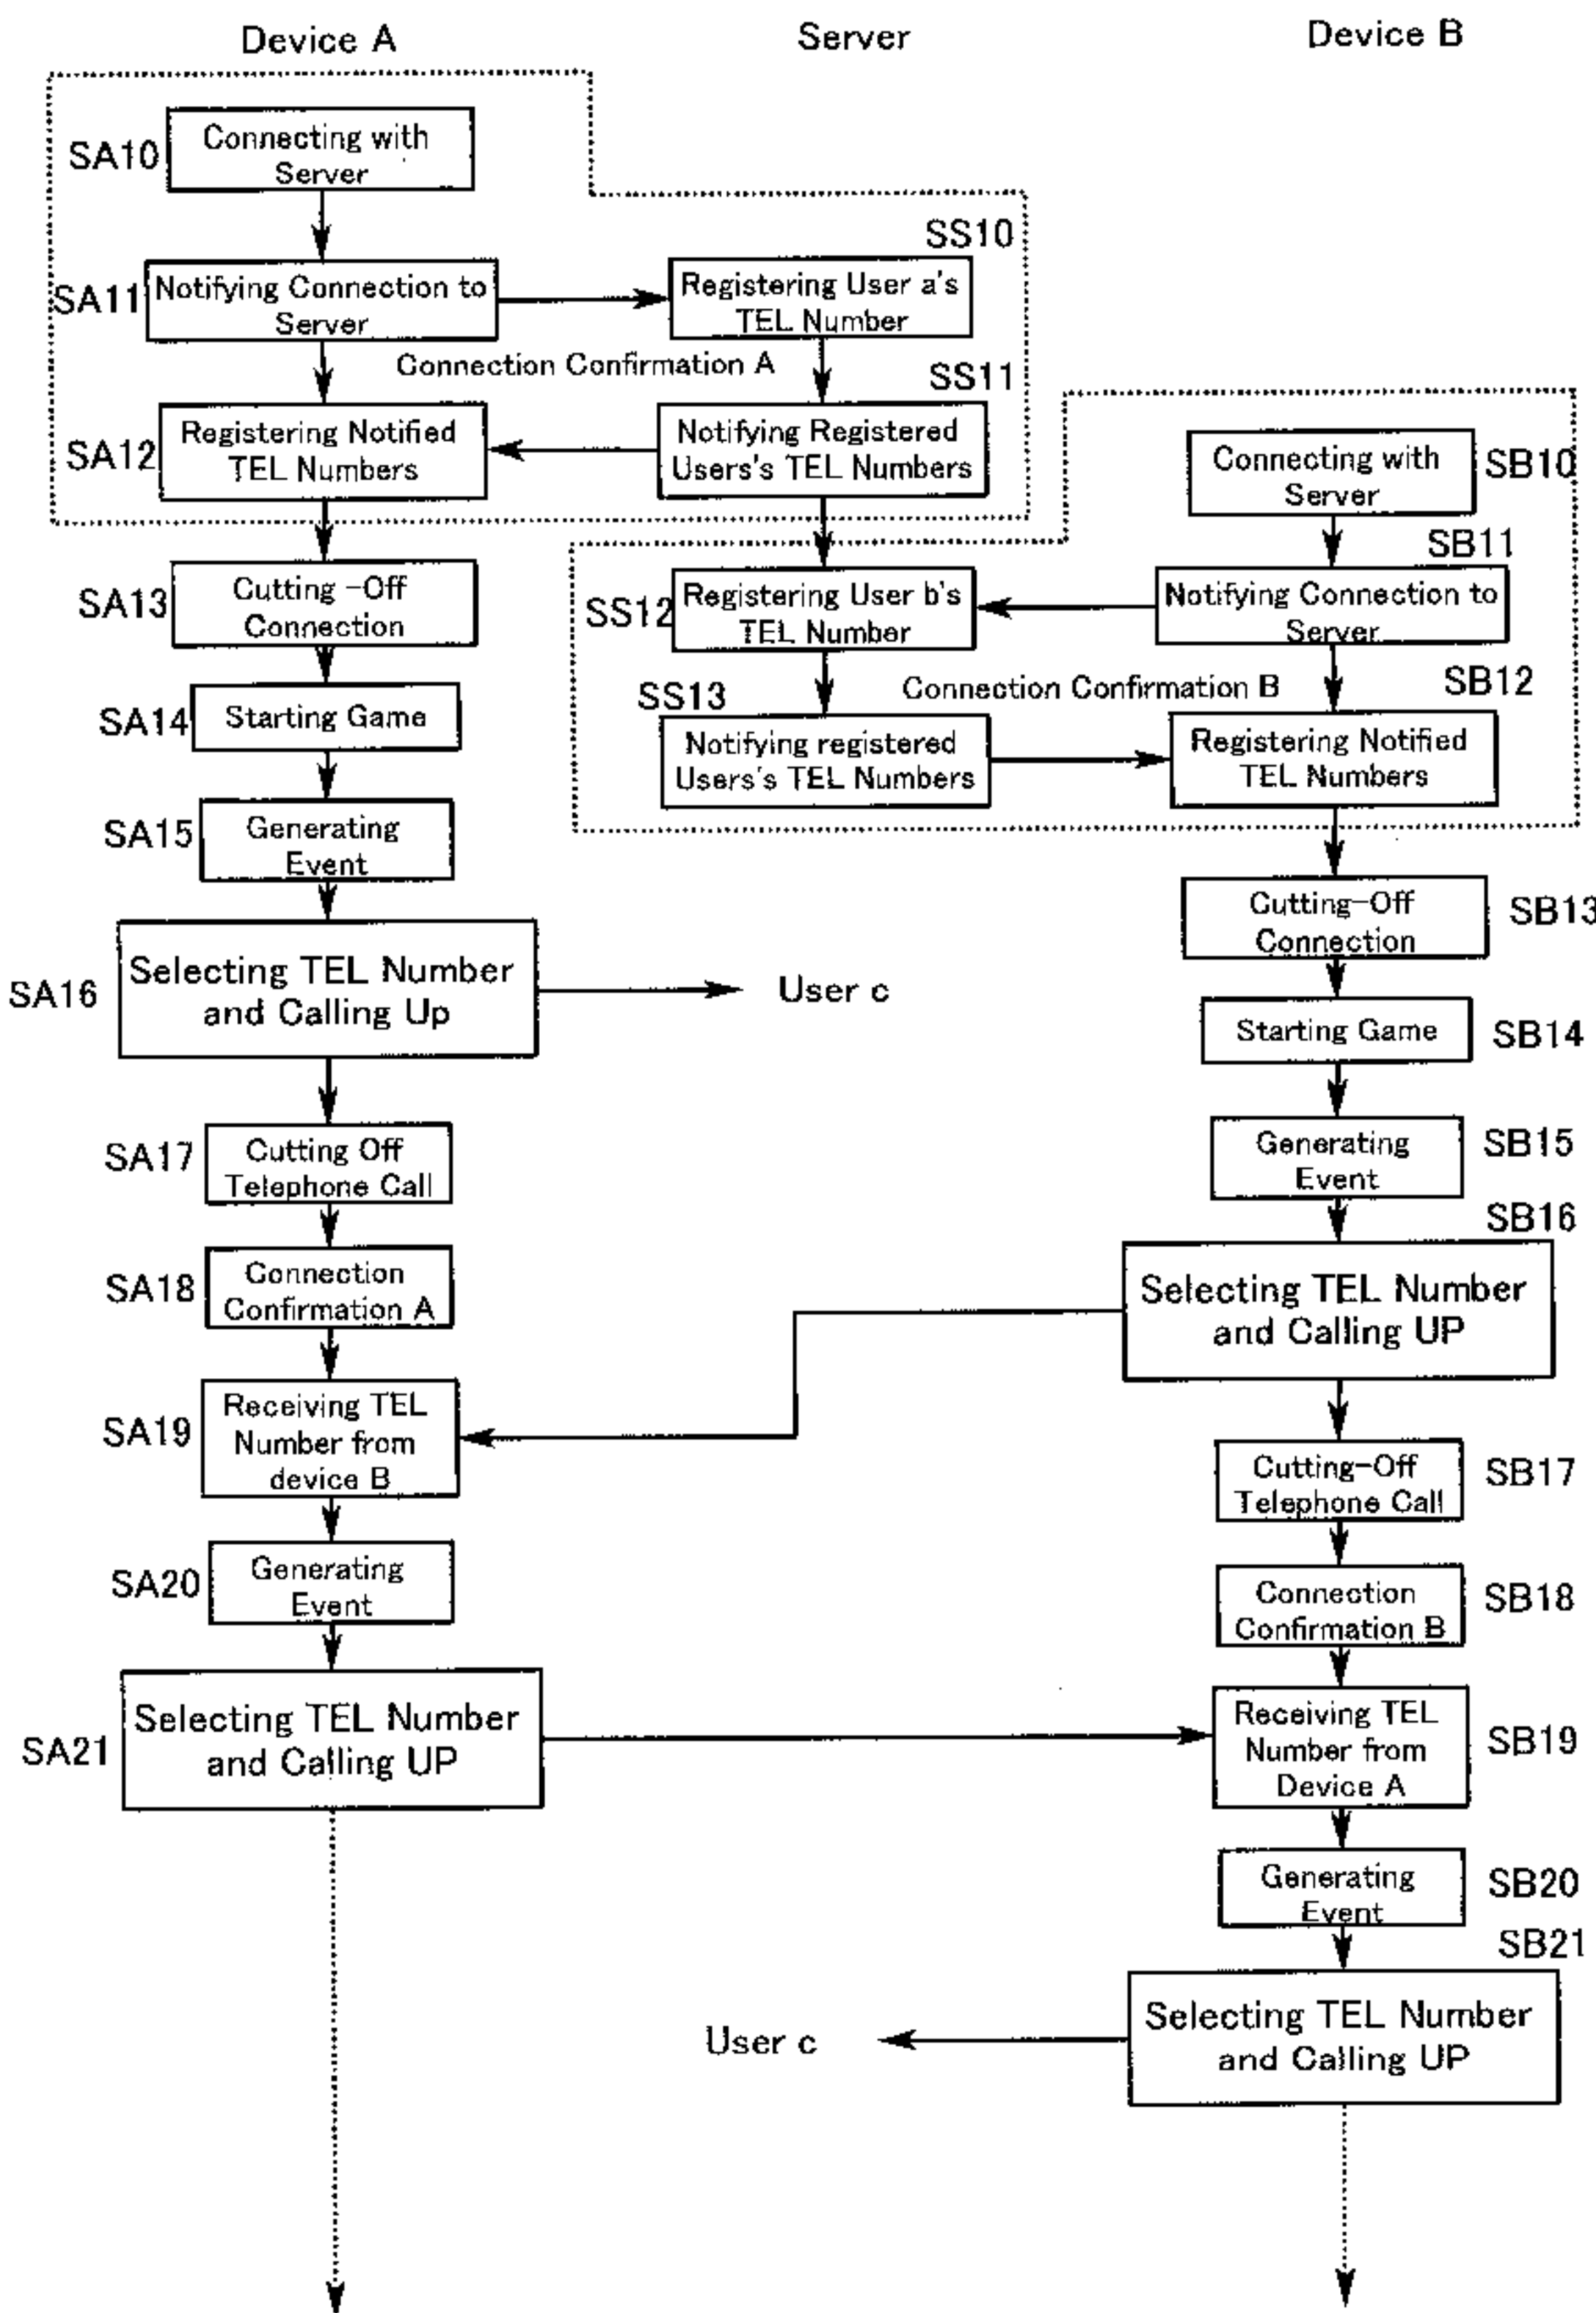 Device A
Server
Device B
SA10
Connecting with
Server
SS10
SA11
Notifying Connection to
Server
Registering User a's
TEL Number
Connection Confirmation A
SS11
SA12
Registering Notified
TEL Numbers
Notifying Registered
Users's TEL Numbers
Connecting with
Server
SB10
SB11
SA13
Cutting -Off
Connection
SS12
Registering User b's
TEL Number
Notifying Connection to
Server
SS13
Connection Confirmation B
SB12
SA14
Starting Game
Notifying registered
Users's TEL Numbers
Registering Notified
TEL Numbers
SA15
Generating
Event
Cutting-Off
Connection
SB13
SA16
Selecting TEL Number
and Calling Up
User c
Starting Game
SB14
SA17
Cutting Off
Telephone Call
Generating
Event
SB15
SB16
SA18
Connection
Confirmation A
Selecting TEL Number
and Calling UP
SA19
Receiving TEL
Number from
device B
Cutting-Off
Telephone Call
SB17
SA20
Generating
Event
Connection
Confirmation B
SB18
SA21
Selecting TEL Number
and Calling UP
Receiving TEL
Number from
Device A
SB19
Generating
Event
SB20
SB21
User c
Selecting TEL Number
and Calling UP